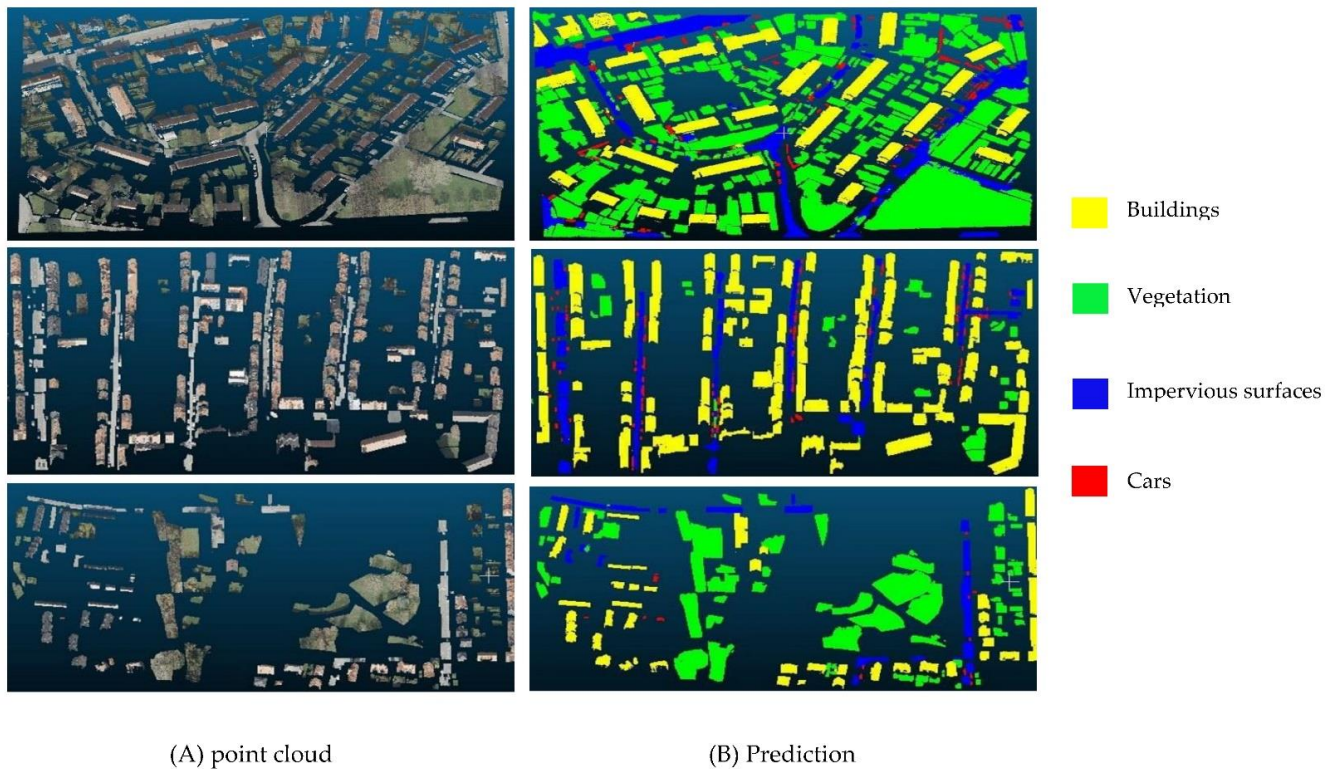 Buildings
Vegetation
Impervious surfaces
Cars
(A) point cloud
(B) Prediction